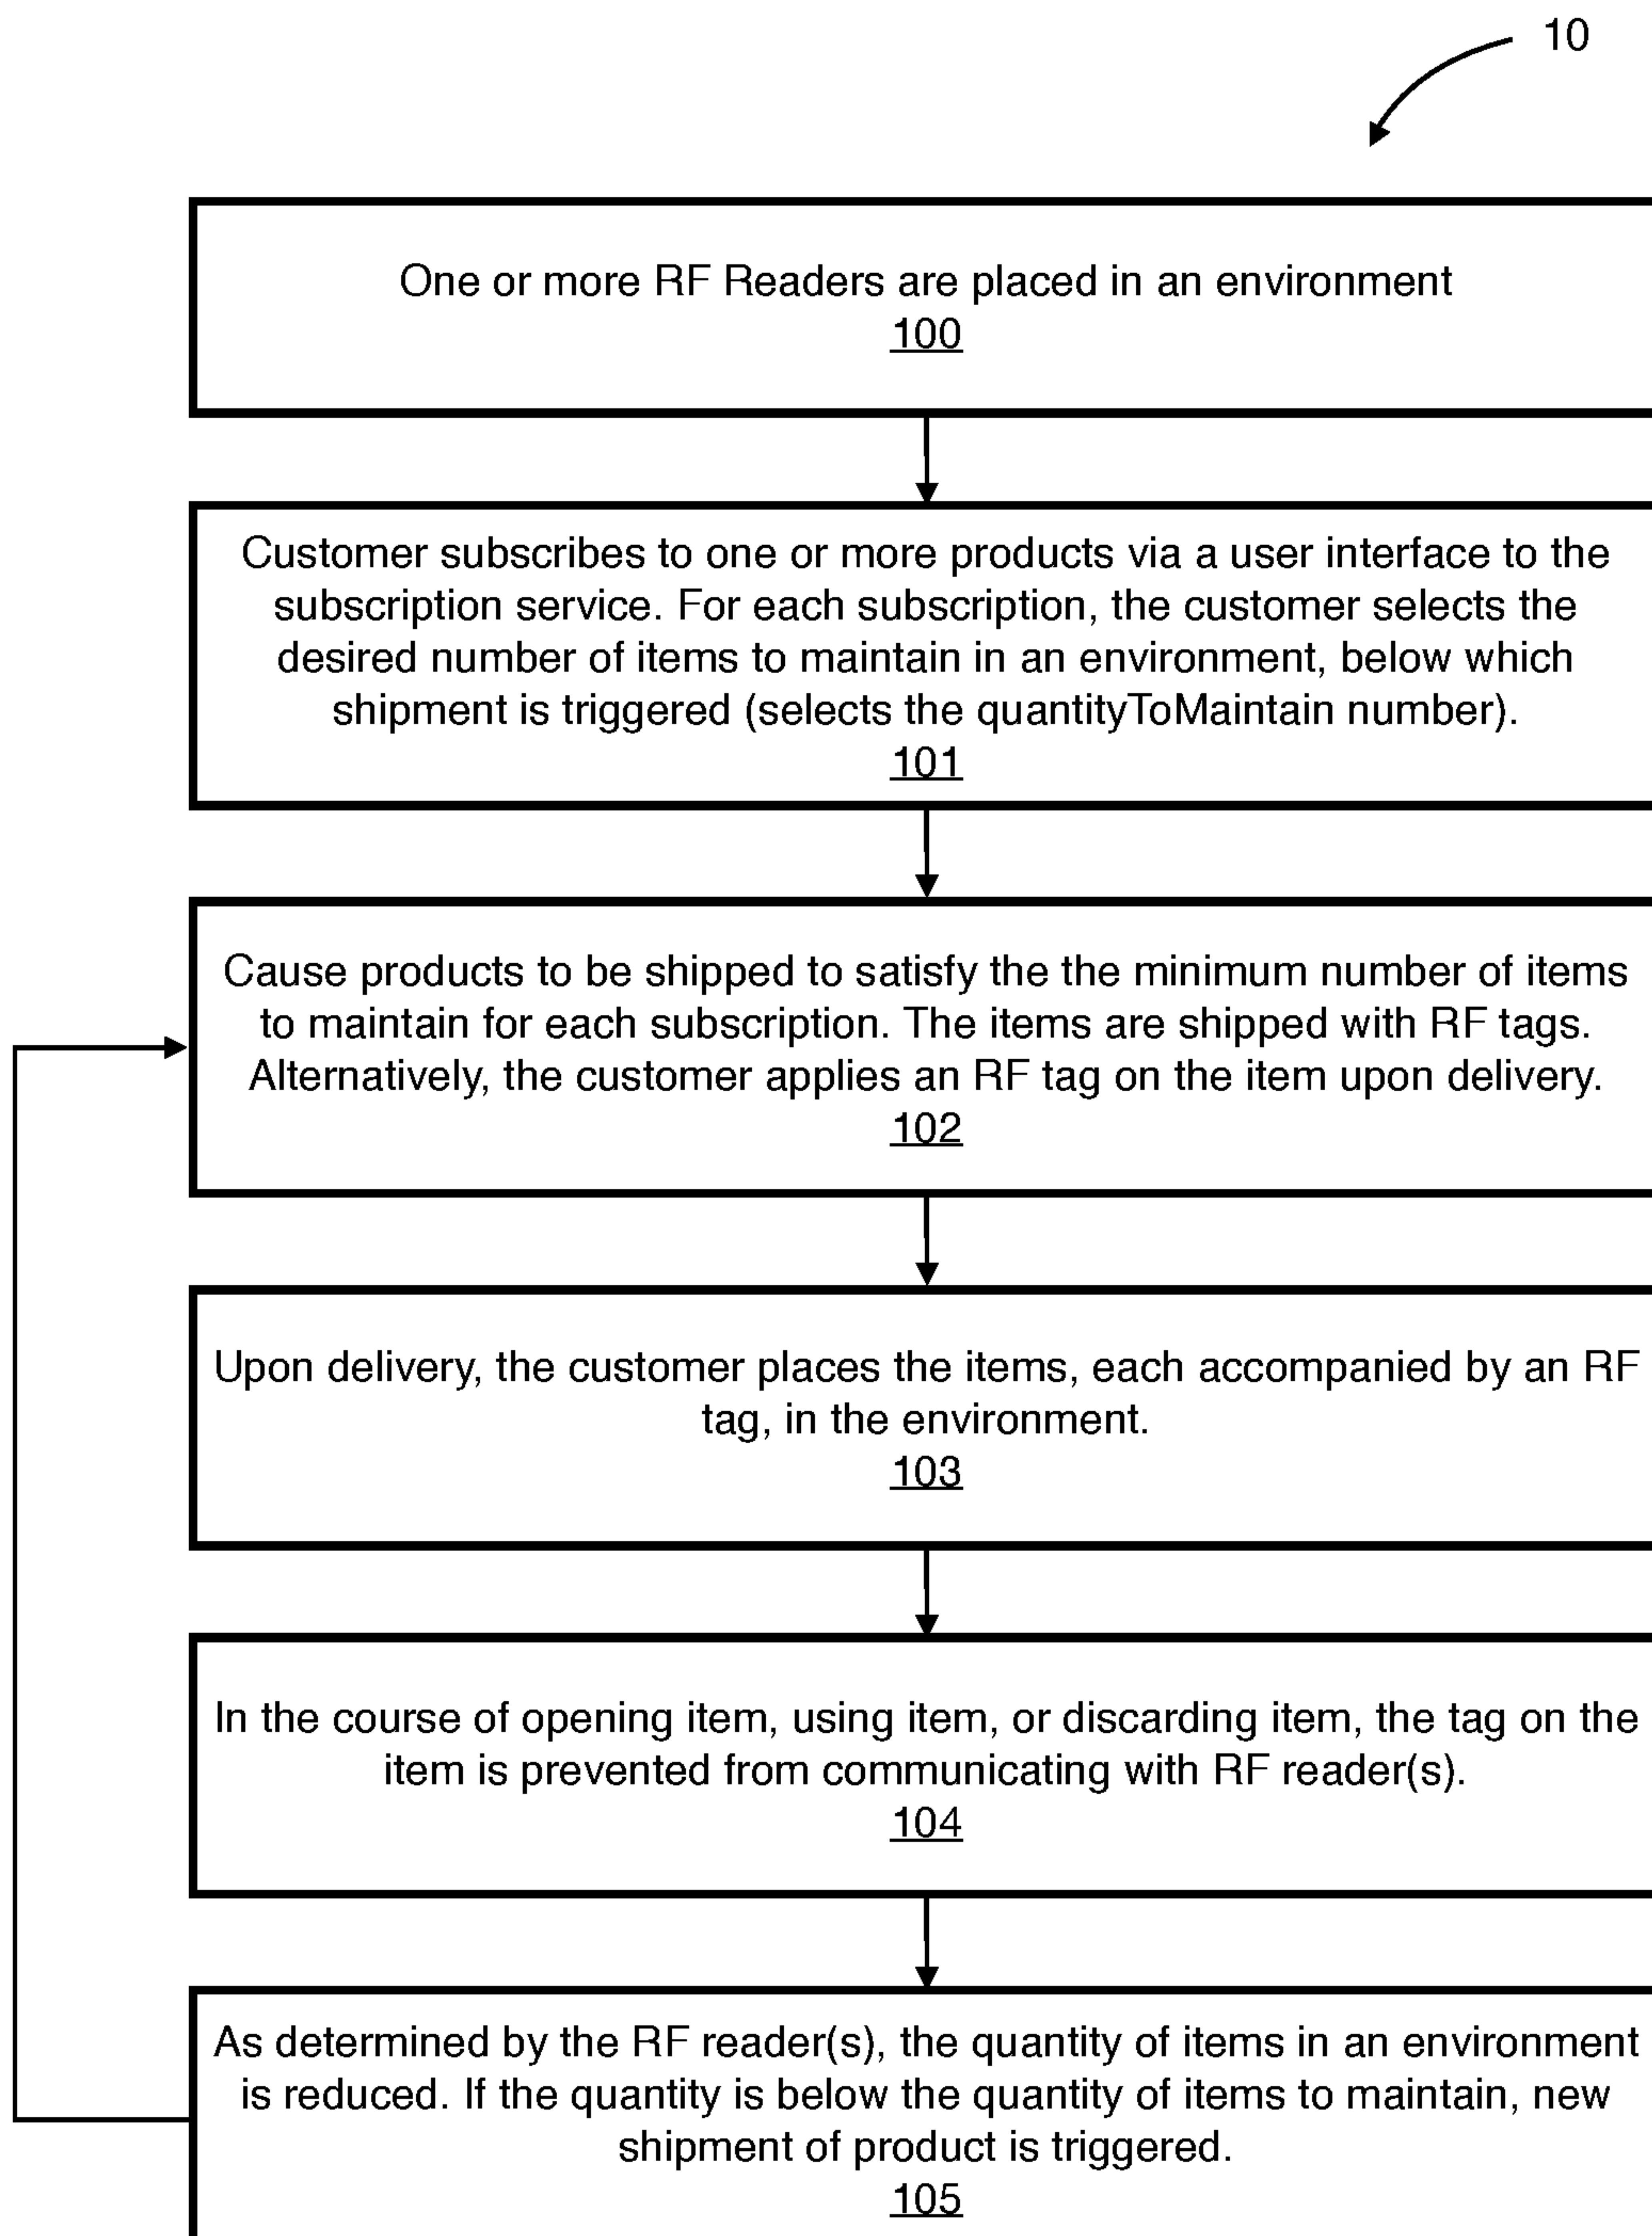 10
One or more RF Readers are placed in an environment
100
Customer subscribes to one or more products via a user interface to the
subscription service. For each subscription, the customer selects the
desired number of items to maintain in an environment, below which
shipment is triggered (selects the quantityToMaintain number).
101
Cause products to be shipped to satisfy the the minimum number of items
to maintain for each subscription. The items are shipped with RF tags.
Alternatively, the customer applies an RF tag on the item upon delivery.
102
Upon delivery, the customer places the items, each accompanied by an RF
tag, in the environment.
103
In the course of opening item, using item, or discarding item, the tag on the
item is prevented from communicating with RF reader(s).
104
As determined by the RF reader(s), the quantity of items in an environment
is reduced. If the quantity is below the quantity of items to maintain, new
shipment of product is triggered.
105